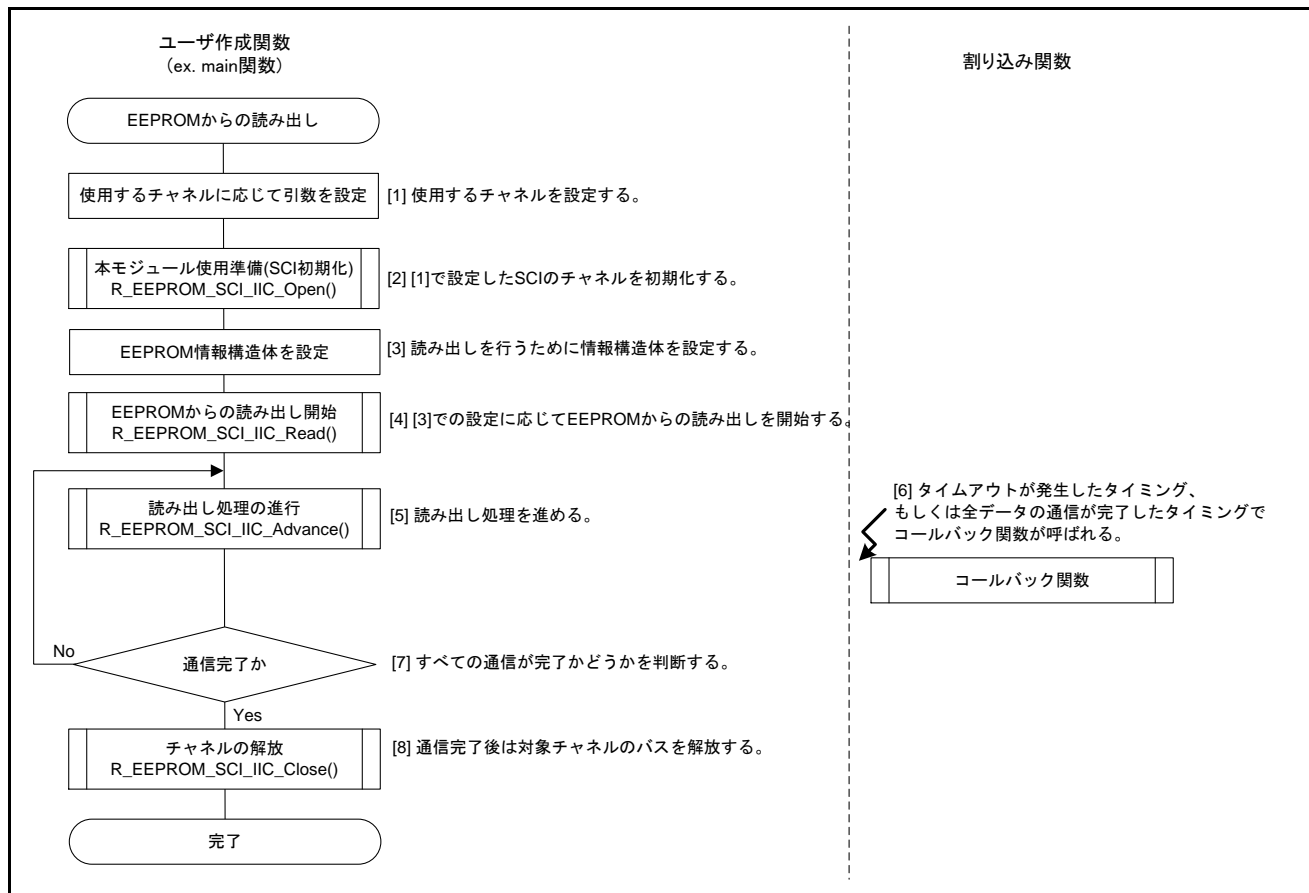 ユーザ作成関数
（ex. main関数）
割り込み関数
EEPROMからの読み出し
使用するチャネルに応じて引数を設定
[1] 使用するチャネルを設定する。
本モジュール使用準備(SCI初期化)
R_EEPROM_SCI_IIC_Open()
[2] [1]で設定したSCIのチャネルを初期化する。
EEPROM情報構造体を設定
[3] 読み出しを行うために情報構造体を設定する。
EEPROMからの読み出し開始
R_EEPROM_SCI_IIC_Read()
[4] [3]での設定に応じてEEPROMからの読み出しを開始する。
読み出し処理の進行
R_EEPROM_SCI_IIC_Advance()
[5] 読み出し処理を進める。
[6] タイムアウトが発生したタイミング、
もしくは全データの通信が完了したタイミングで
コールバック関数が呼ばれる。
コールバック関数
No
通信完了か
[7] すべての通信が完了かどうかを判断する。
Yes
チャネルの解放
R_EEPROM_SCI_IIC_Close()
[8] 通信完了後は対象チャネルのバスを解放する。
完了